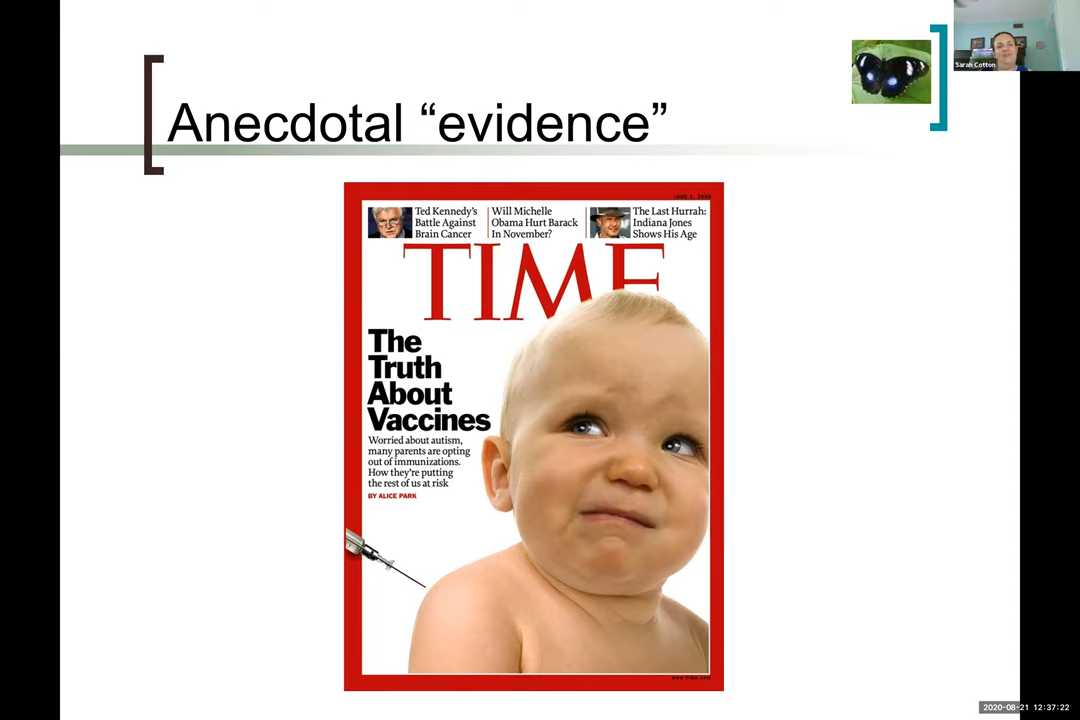 Sarah Cotton
Anecdotal “evidence”
Ted Kennedy's
Battle Against
Brain Cancer
Will Michelle
Obama Hurt Barack
In November?
The Last Hurrah:
Indiana Jones
Shows His Age
TIME
The
Truth
About
Vaccines
Worried about autism,
many parents are opting
out of immunizations.
How they're putting
the rest of us at risk
BY ALICE PARK
www.time.com
2020-08-21 12:37:22